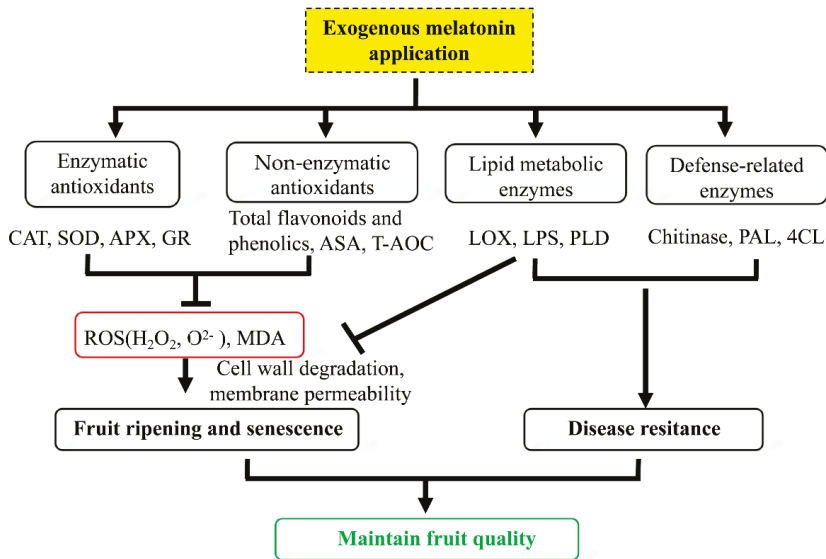 Exogenous melatonin
application
Enzymatic
antioxidants
Non-enzymatic
antioxidants
Lipid metabolic
enzymes
Defense-related
enzymes
CAT, SOD, APX, GR
Total flavonoids and
phenolics, ASA, T-AOC
LOX, LPS, PLD
Chitinase, PAL, 4CL
ROS(H₂O₂, O²⁻ ), MDA
Cell wall degradation,
membrane permeability
Fruit ripening and senescence
Disease resitance
Maintain fruit quality